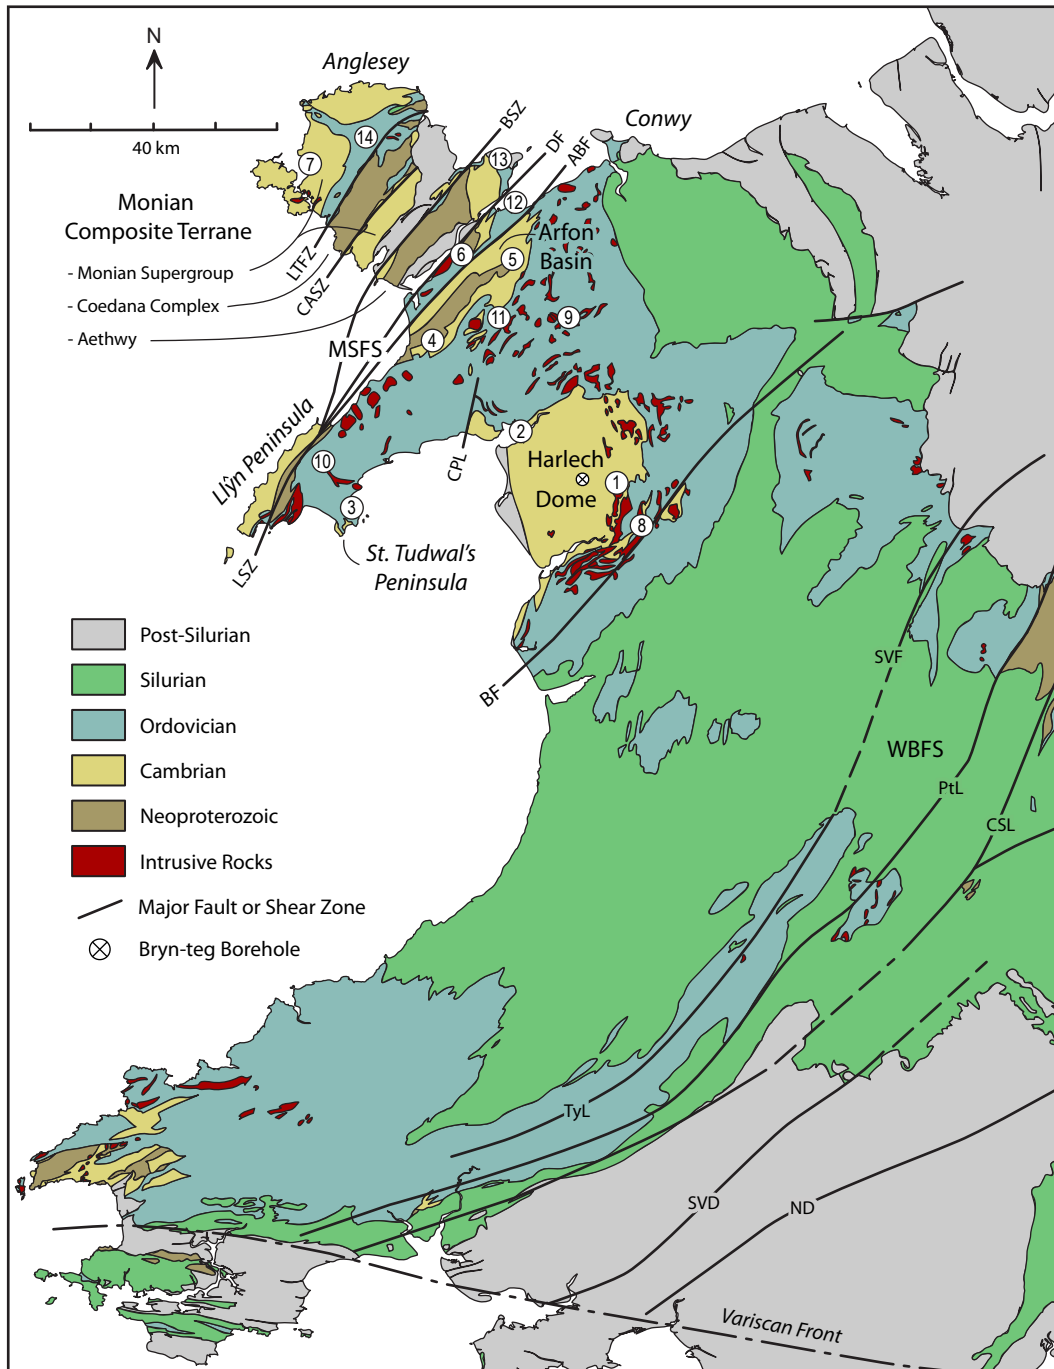 N
40 km
Anglesey
Conwy
BSZ
DF
ABF
14
13
7
12
Monian
Composite Terrane
- Monian Supergroup
- Coedana Complex
- Aethwy
LTFZ
CASZ
6
5
Arfon
Basin
11
9
4
MSFS
Llŷn Peninsula
CPL
2
Harlech
Dome
1
10
3
8
LSZ
St. Tudwal's
Peninsula
BF
Post-Silurian
Silurian
Ordovician
Cambrian
Neoproterozoic
Intrusive Rocks
Major Fault or Shear Zone
Bryn-teg Borehole
SVF
WBFS
PtL
CSL
TyL
SVD
ND
Variscan Front